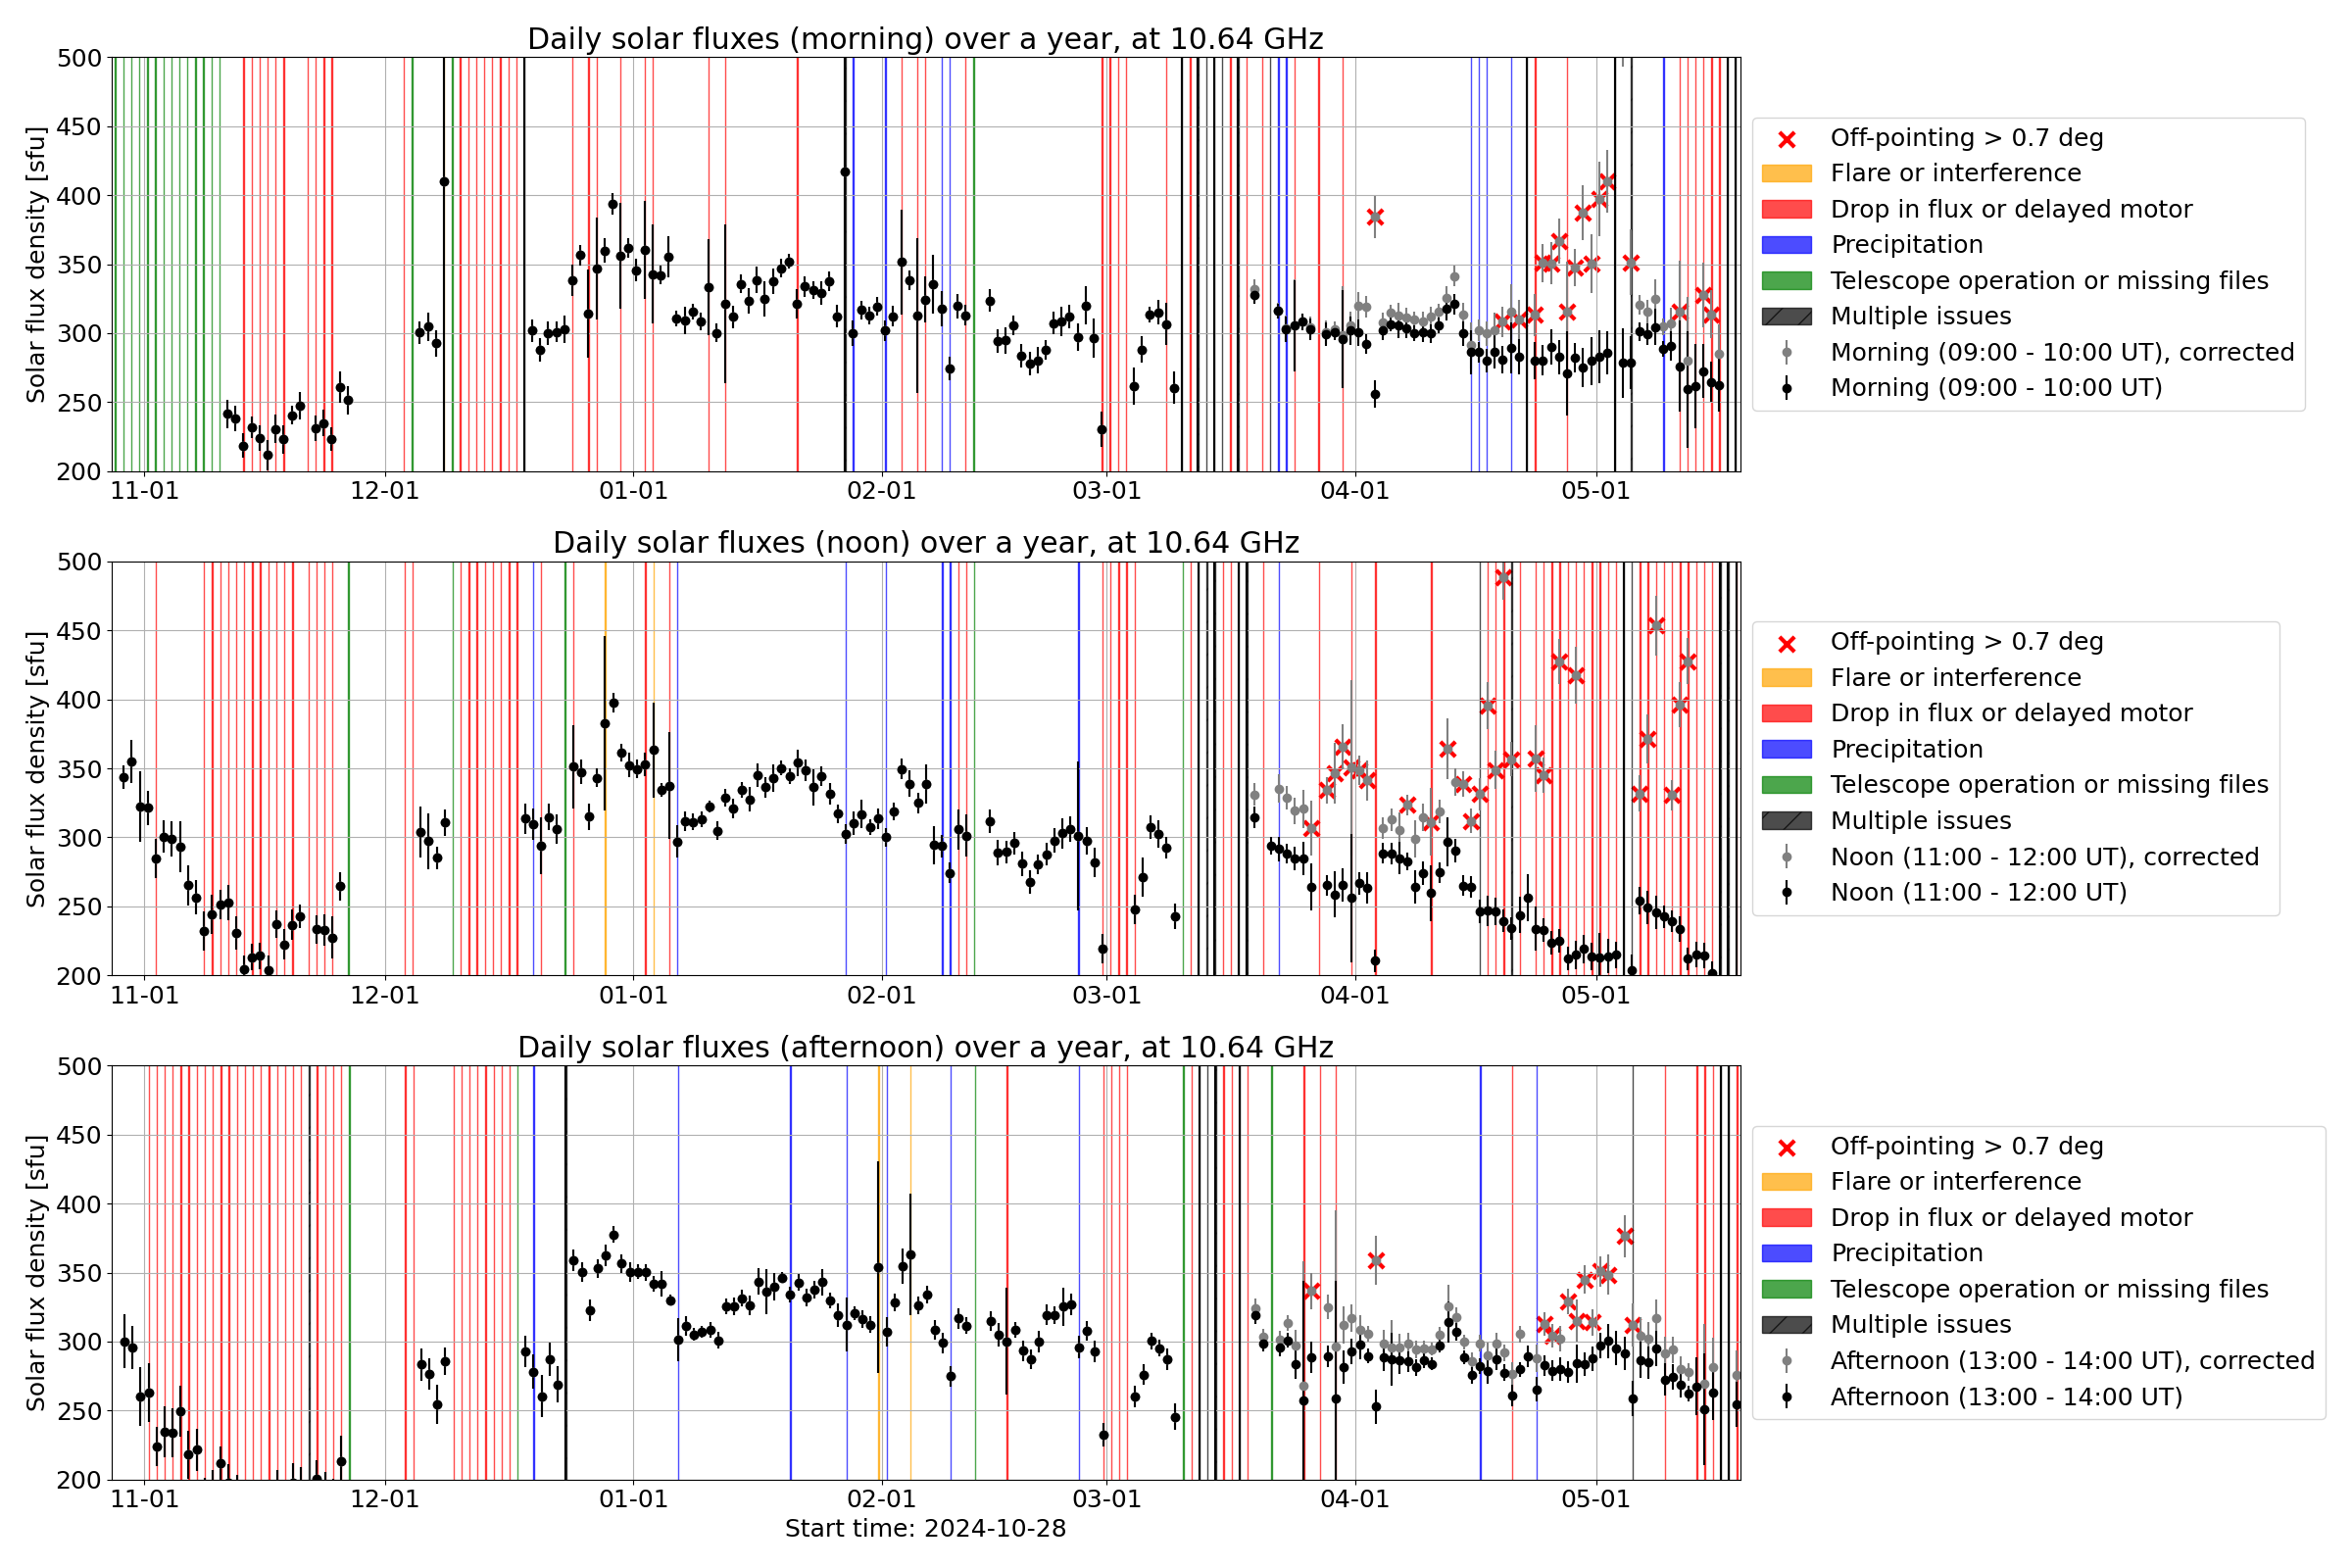 Daily solar fluxes (morning) over a year, at 10.64 GHz
Solar flux density [sfu]
500
450
400
350
300
250
200
11-01 12-01 01-01 02-01 03-01 04-01 05-01
Off-pointing > 0.7 deg
Flare or interference
Drop in flux or delayed motor
Precipitation
Telescope operation or missing files
Multiple issues
Morning (09:00 - 10:00 UT), corrected
Morning (09:00 - 10:00 UT)
Daily solar fluxes (noon) over a year, at 10.64 GHz
Solar flux density [sfu]
500
450
400
350
300
250
200
11-01 12-01 01-01 02-01 03-01 04-01 05-01
Off-pointing > 0.7 deg
Flare or interference
Drop in flux or delayed motor
Precipitation
Telescope operation or missing files
Multiple issues
Noon (11:00 - 12:00 UT), corrected
Noon (11:00 - 12:00 UT)
Daily solar fluxes (afternoon) over a year, at 10.64 GHz
Solar flux density [sfu]
500
450
400
350
300
250
200
11-01 12-01 01-01 02-01 03-01 04-01 05-01
Start time: 2024-10-28
Off-pointing > 0.7 deg
Flare or interference
Drop in flux or delayed motor
Precipitation
Telescope operation or missing files
Multiple issues
Afternoon (13:00 - 14:00 UT), corrected
Afternoon (13:00 - 14:00 UT)